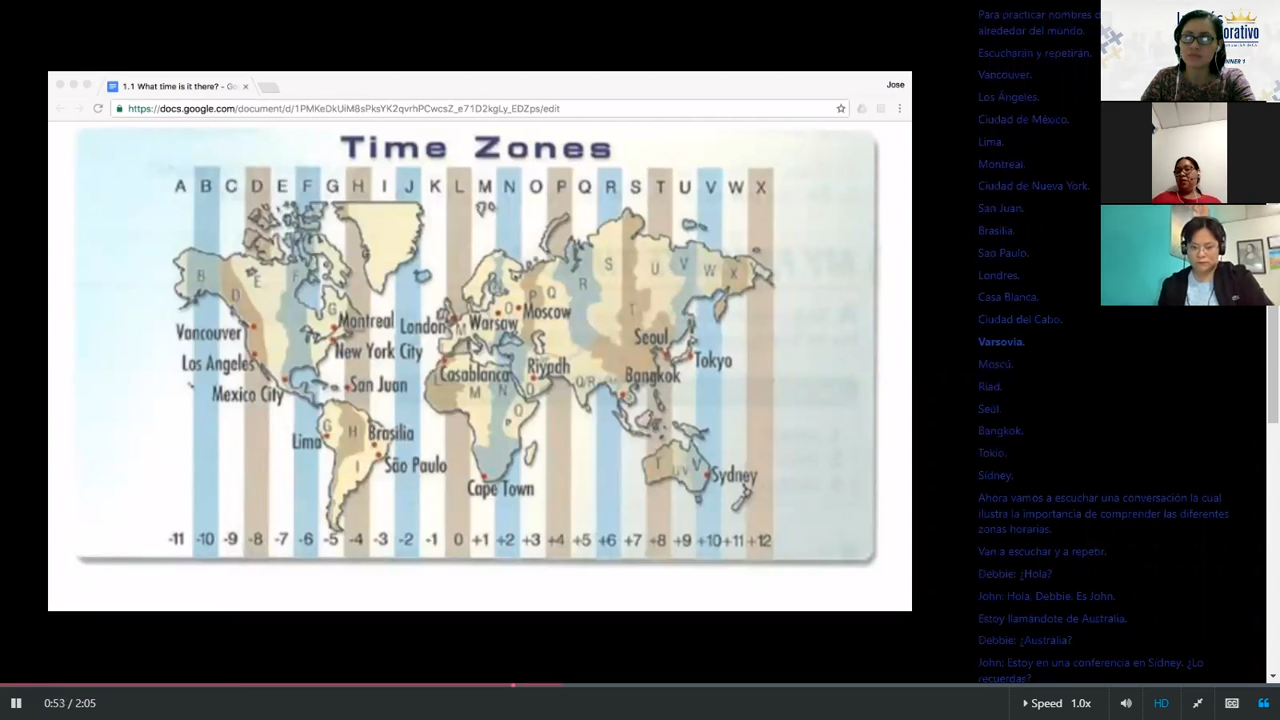 1.1 What time is it there? - Go
Jose
https://docs.google.com/document/d/1PMKeDkUiM8sPksYK2qvrhPCwcsZ_e71D2kgLy_EDZps/edit
Time Zones
A B C D E F G H I J K L M N O P Q R S T U V W X
Vancouver
Los Angeles
Mexico City
Montreal
New York City
San Juan
Lima
Brasilia
São Paulo
London
Warsaw
Moscow
Casablanca
Riyadh
Cape Town
Seoul
Tokyo
Bangkok
Sydney
-11 -10 -9 -8 -7 -6 -5 -4 -3 -2 -1 0 +1 +2 +3 +4 +5 +6 +7 +8 +9 +10 +11 +12
Para practicar nombres
alrededor del mundo.
Escucharán y repetirán.
Vancouver.
Los Ángeles.
Ciudad de México.
Lima.
Montreal.
Ciudad de Nueva York.
San Juan.
Brasilia.
Sao Paulo.
Londres.
Casa Blanca.
Ciudad del Cabo.
Varsovia.
Moscú.
Riad.
Seúl.
Bangkok.
Tokio.
Sídney.
Ahora vamos a escuchar una conversación la cual
ilustra la importancia de comprender las diferentes
zonas horarias.
Van a escuchar y a repetir.
Debbie: ¿Hola?
John: Hola, Debbie. Es John.
Estoy llamándote de Australia.
Debbie: ¿Australia?
John: Estoy en una conferencia en Sídney. ¿Lo
recuerdas?
0:53 / 2:05
Speed 1.0x
HD